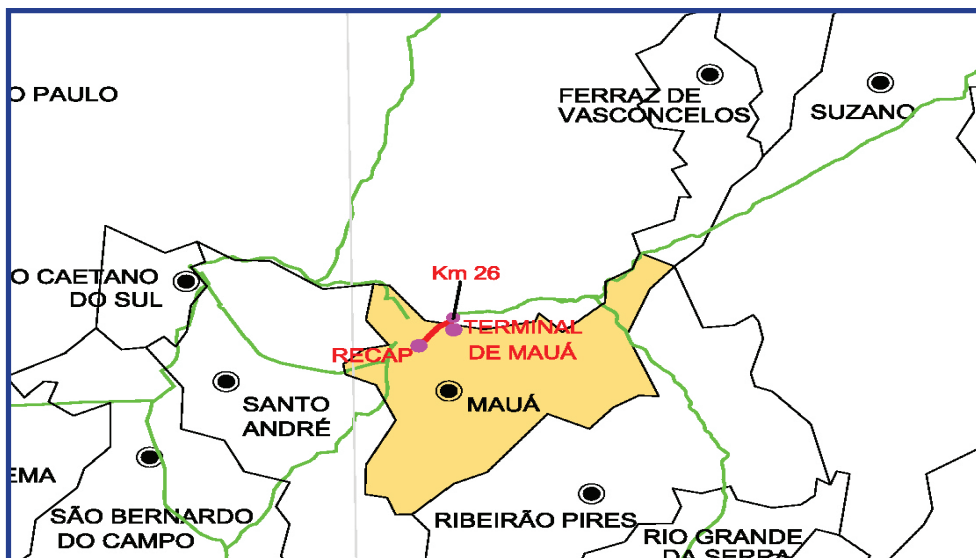 O PAULO
FERRAZ DE
VASCONCELOS
SUZANO
O CAETANO
DO SUL
Km 26
TERMINAL
DE MAUÁ
RECAP
MAUÁ
SANTO
ANDRÉ
EMA
SÃO BERNARDO
DO CAMPO
RIBEIRÃO PIRES
RIO GRANDE
DA SERRA